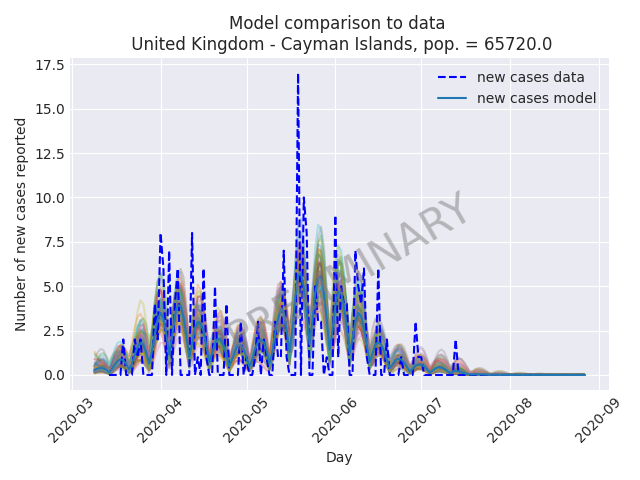 Model comparison to data
United Kingdom - Cayman Islands, pop. = 65720.0
17.5
15.0
12.5
10.0
7.5
5.0
2.5
0.0
Number of new cases reported
new cases data
new cases model
PRELIMINARY
2020-03
2020-04
2020-05
2020-06
2020-07
2020-08
2020-09
Day